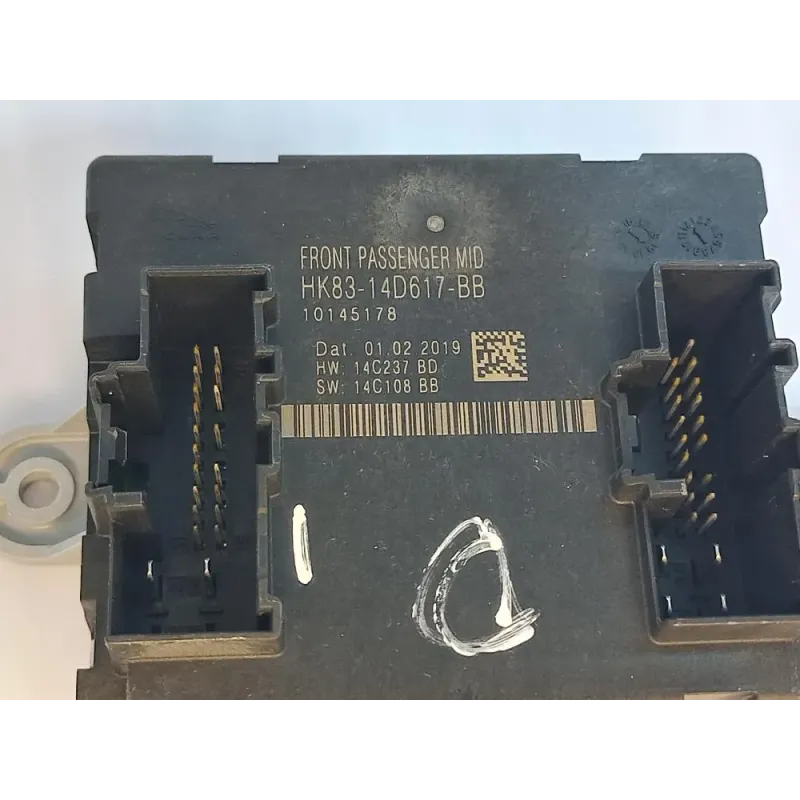 FRONT PASSENGER MID
HK83-14D617-BB
10145178
Dat. 01.02 2019
HW: 14C237 BD
SW: 14C108 BB